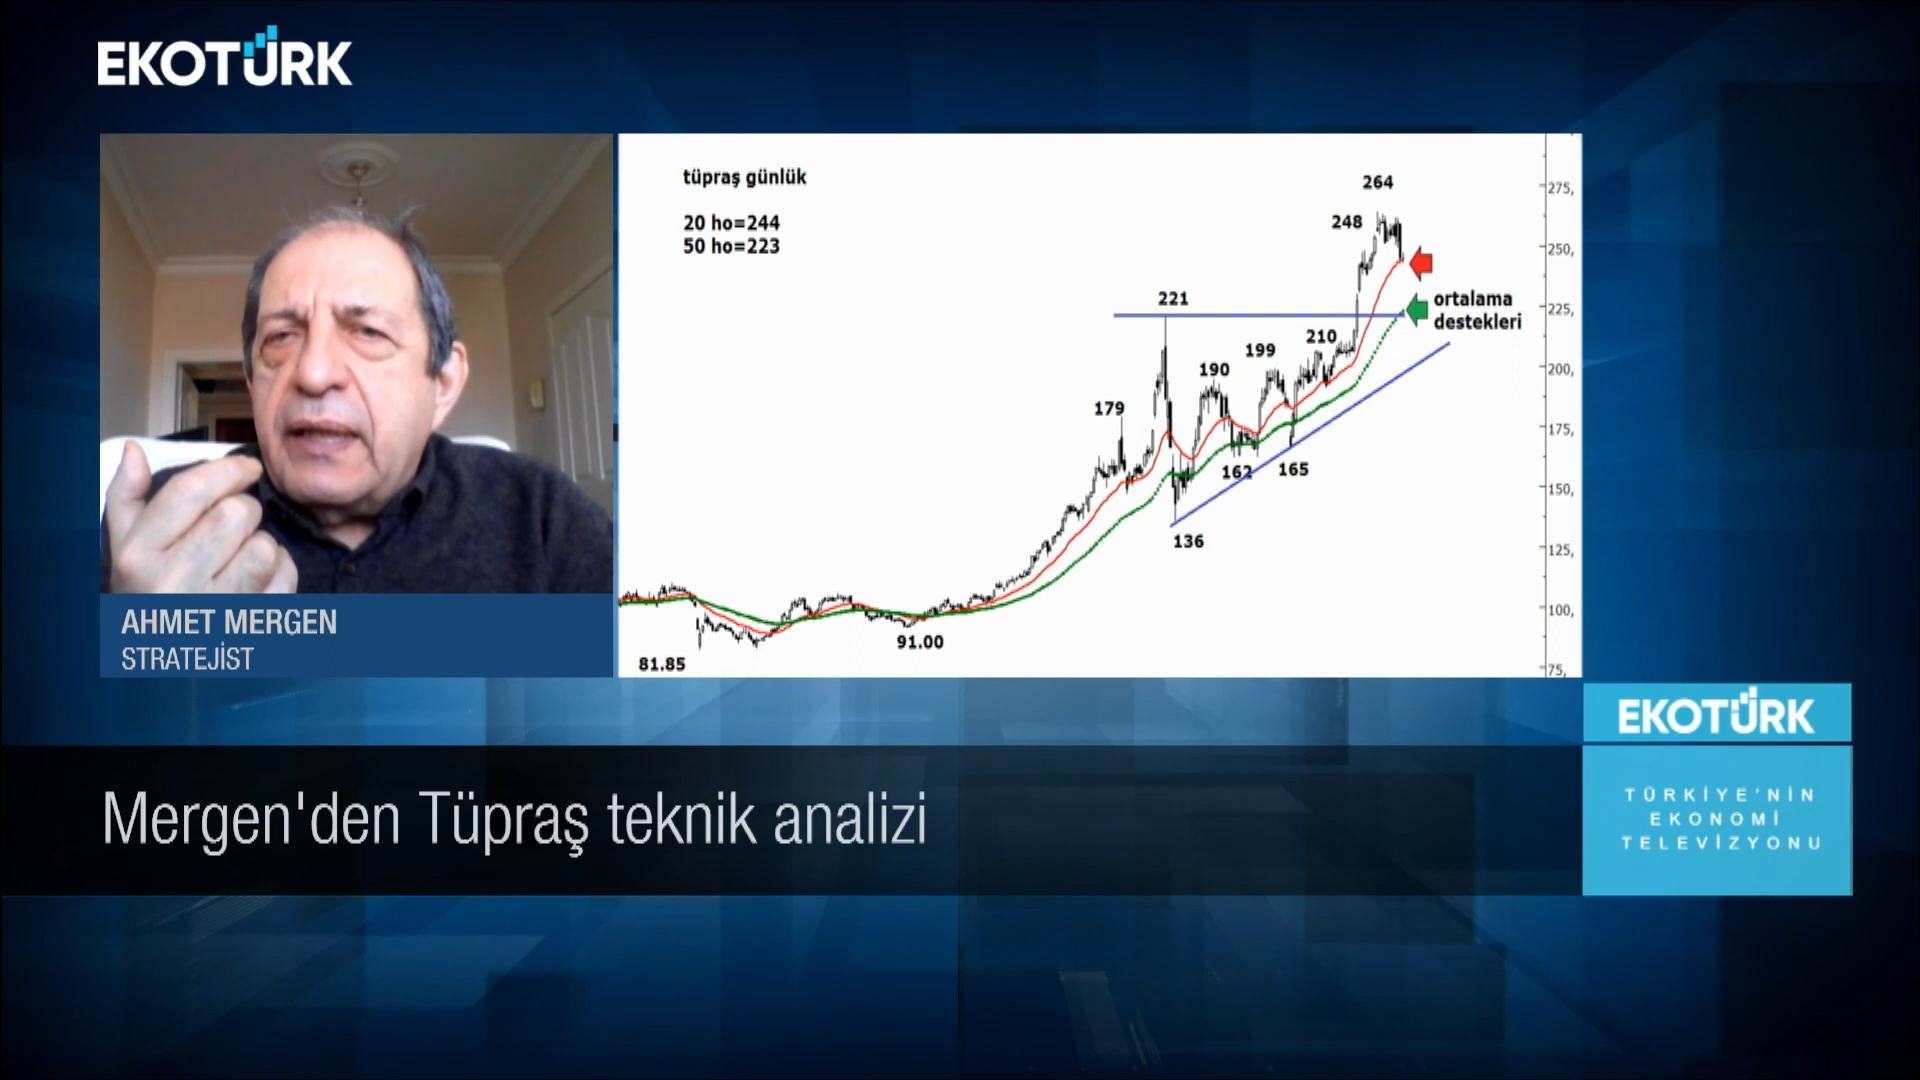 EKOTÜRK
tüpraş günlük
20 ho=244
50 ho=223
264
248
221
ortalama
destekleri
210
199
190
179
162
165
136
91.00
81.85
275,
250,
225,
200,
175,
150,
125,
100,
75,
AHMET MERGEN
STRATEJİST
EKOTÜRK
Mergen'den Tüpraş teknik analizi
TÜRKİYE'NİN
EKONOMİ
TELEVİZYONU